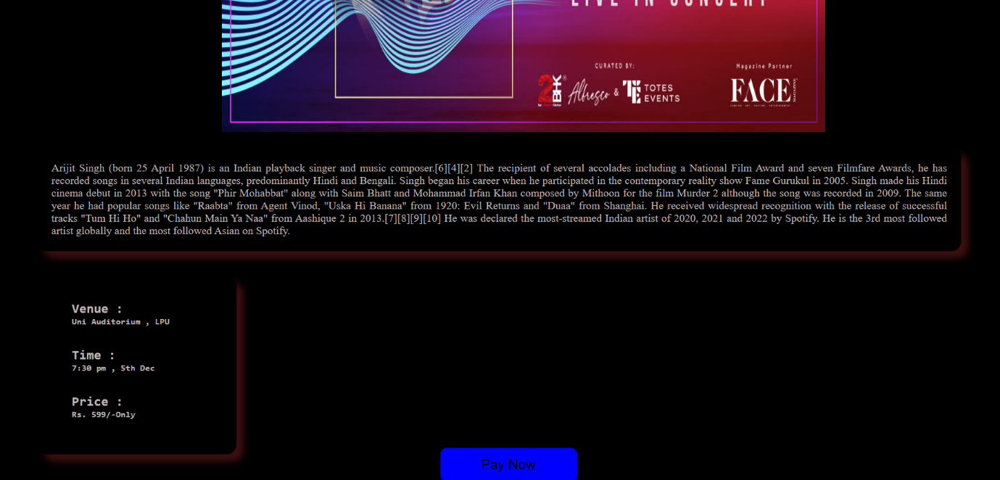 LIVE IN CONCERT
CURATED BY:
Magazine Partner
2BHK
Alfresco & TE TOTES EVENTS
FACE MAGAZINE
Arijit Singh (born 25 April 1987) is an Indian playback singer and music composer.[6][4][2] The recipient of several accolades including a National Film Award and seven Filmfare Awards, he has
recorded songs in several Indian languages, predominantly Hindi and Bengali. Singh began his career when he participated in the contemporary reality show Fame Gurukul in 2005. Singh made his Hindi
cinema debut in 2013 with the song "Phir Mohabbat" along with Saim Bhatt and Mohammad Irfan Khan composed by Mithoon for the film Murder 2 although the song was recorded in 2009. The same
year he had popular songs like "Raabta" from Agent Vinod, "Uska Hi Banana" from 1920: Evil Returns and "Duaa" from Shanghai. He received widespread recognition with the release of successful
tracks "Tum Hi Ho" and "Chahun Main Ya Naa" from Aashique 2 in 2013.[7][8][9][10] He was declared the most-streamed Indian artist of 2020, 2021 and 2022 by Spotify. He is the 3rd most followed
artist globally and the most followed Asian on Spotify.
Venue :
Uni Auditorium , LPU
Time :
7:30 pm , 5th Dec
Price :
Rs. 599/-Only
Pay Now